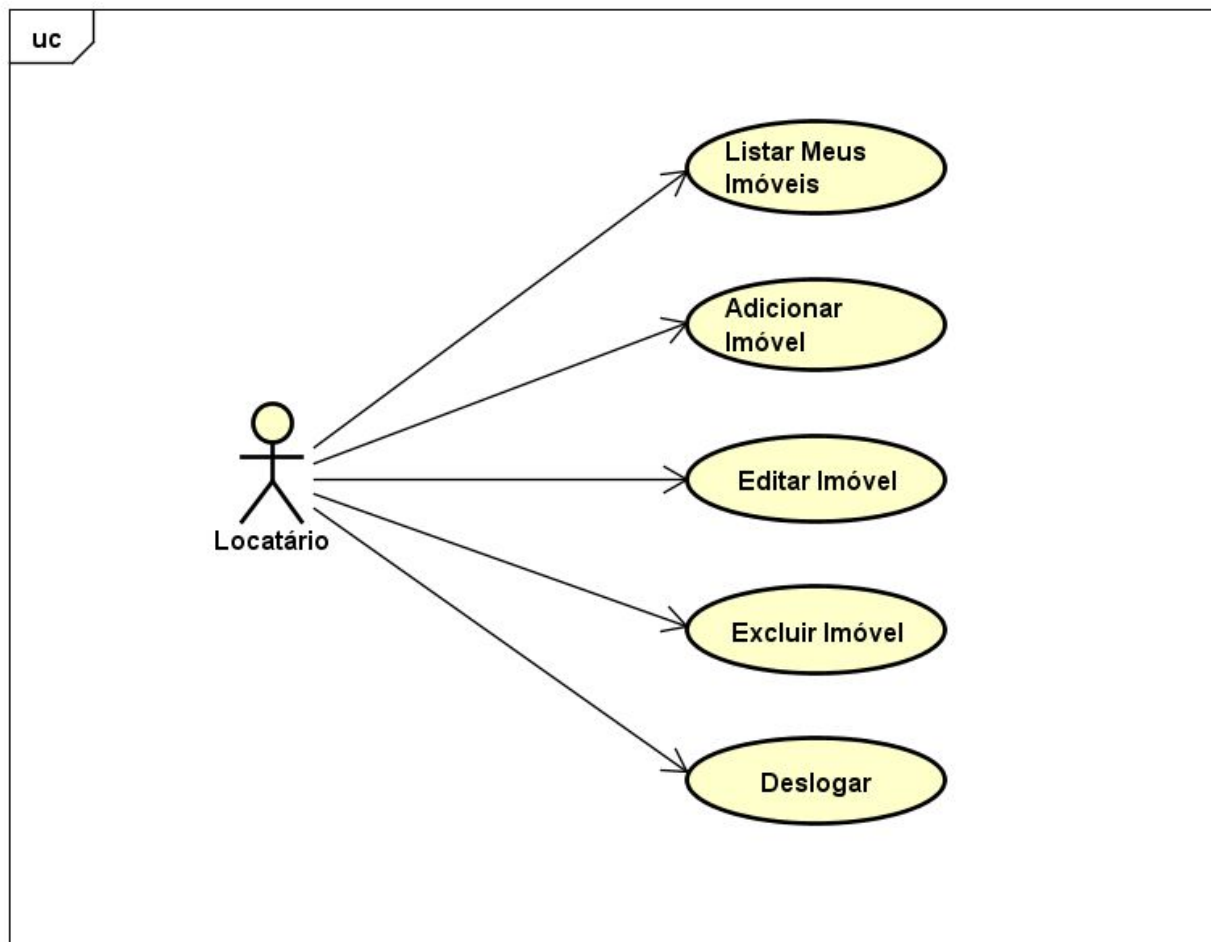 uc
Listar Meus
Imóveis
Adicionar
Imóvel
Editar Imóvel
Locatário
Excluir Imóvel
Deslogar